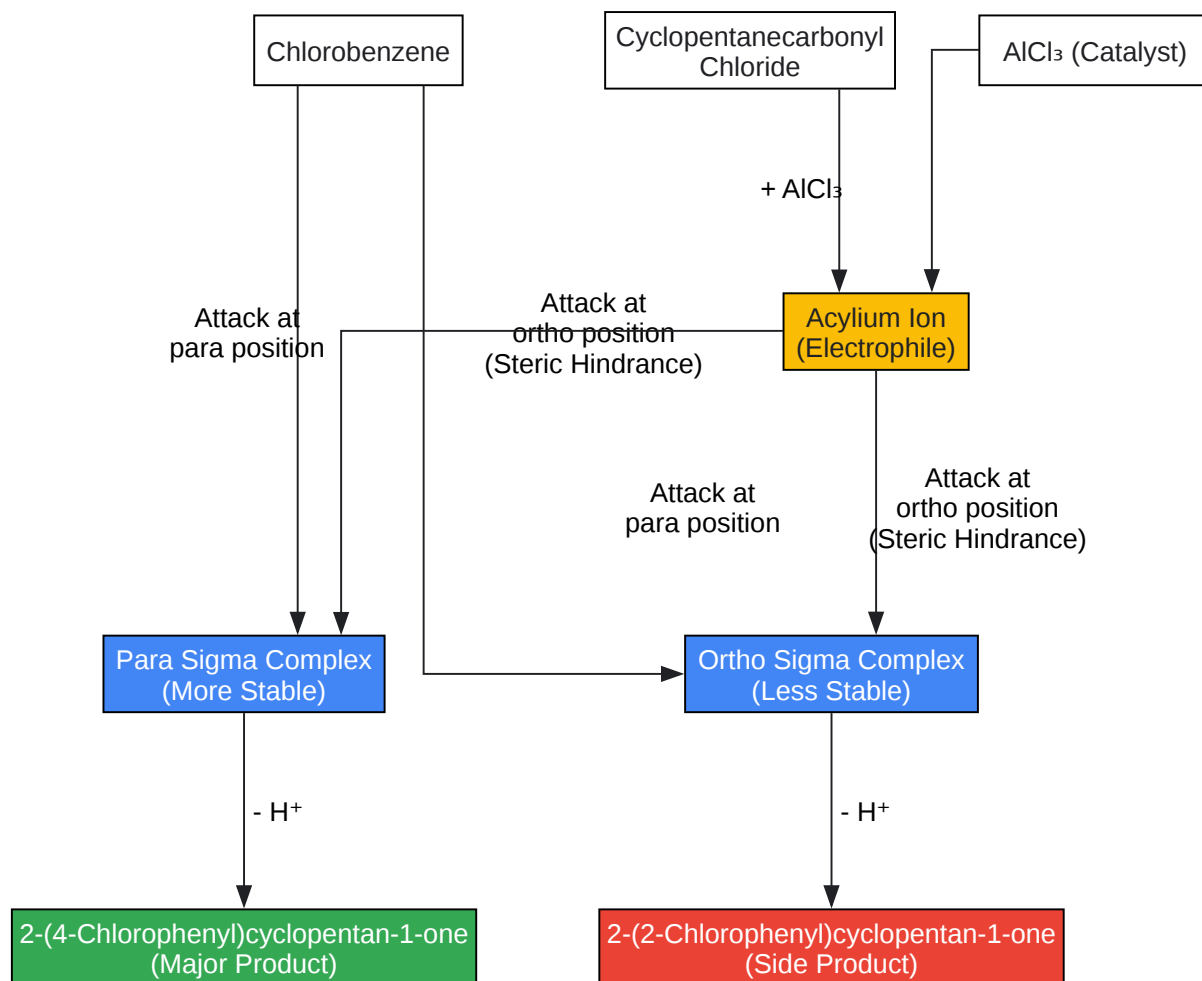 Chlorobenzene
Cyclopentanecarbonyl
Chloride
AlCl₃ (Catalyst)
+ AlCl₃
Attack at
para position
Attack at
ortho position
(Steric Hindrance)
Acylium Ion
(Electrophile)
Attack at
para position
Attack at
ortho position
(Steric Hindrance)
Para Sigma Complex
(More Stable)
Ortho Sigma Complex
(Less Stable)
- H⁺
- H⁺
2-(4-Chlorophenyl)cyclopentan-1-one
(Major Product)
2-(2-Chlorophenyl)cyclopentan-1-one
(Side Product)